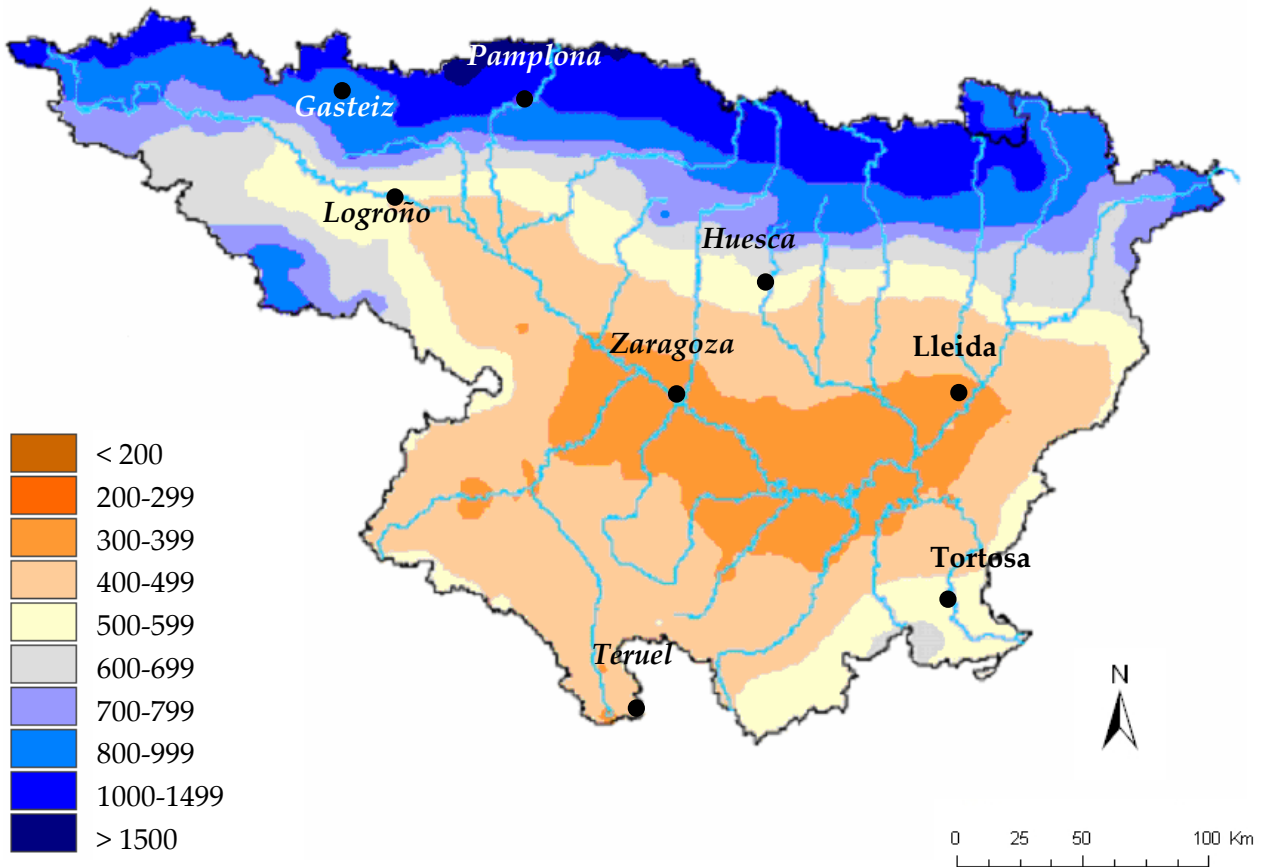 Pamplona
Gasteiz
Logroño
Huesca
Zaragoza
Lleida
Tortosa
Teruel
< 200
200-299
300-399
400-499
500-599
600-699
700-799
800-999
1000-1499
> 1500
N
0 25 50 100 Km